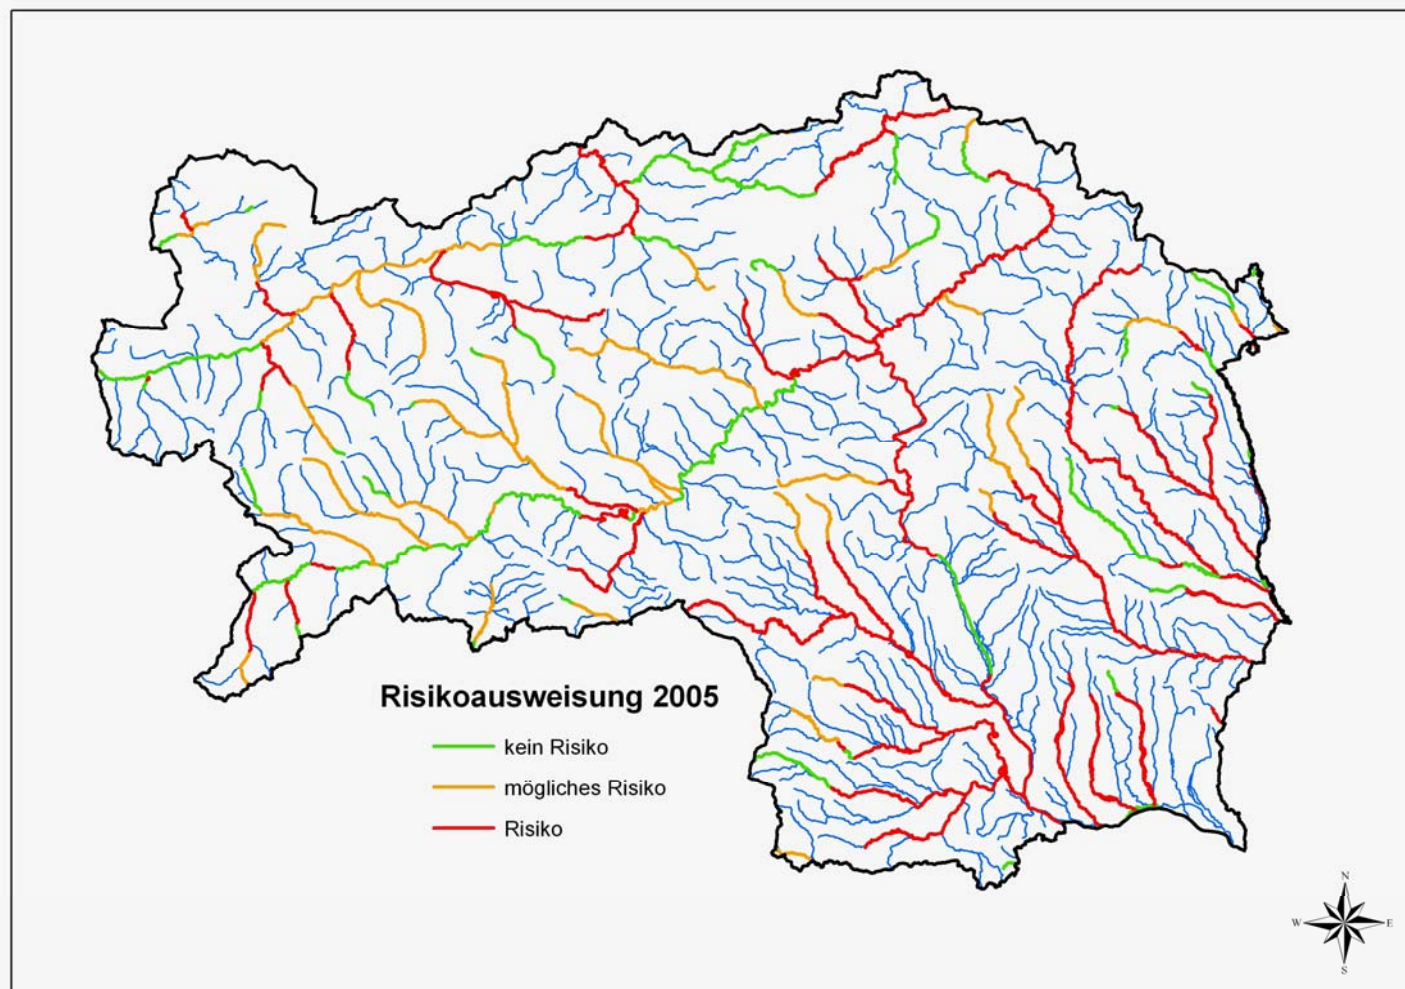 Risikoausweisung 2005
kein Risiko
mögliches Risiko
Risiko
N
W
E
S